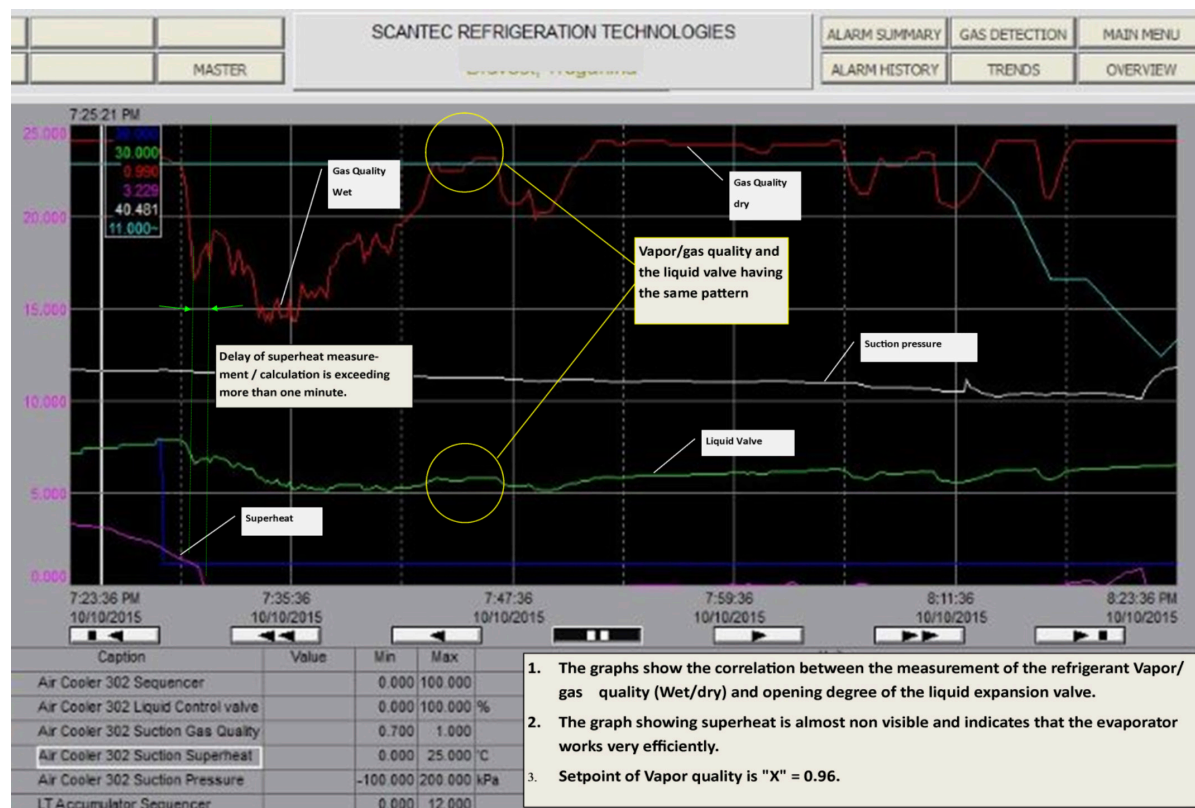 SCANTEC REFRIGERATION TECHNOLOGIES
MASTER
ALARM SUMMARY
GAS DETECTION
MAIN MENU
ALARM HISTORY
TRENDS
OVERVIEW
7:25:21 PM
25.000
30.000
0.990
3.229
40.481
11.000~
20.000
15.000
10.000
5.000
0.000
Gas Quality
Wet
Gas Quality
dry
Vapor/gas quality and
the liquid valve having
the same pattern
Delay of superheat measure-
ment / calculation is exceeding
more than one minute.
Suction pressure
Liquid Valve
Superheat
7:23:36 PM
10/10/2015
7:35:36
10/10/2015
7:47:36
10/10/2015
7:59:36
10/10/2015
8:11:36
10/10/2015
8:23:36 PM
10/10/2015
Caption Value Min Max
Air Cooler 302 Sequencer 0.000 100.000
Air Cooler 302 Liquid Control valve 0.000 100.000 %
Air Cooler 302 Suction Gas Quality 0.700 1.000
Air Cooler 302 Suction Superheat 0.000 25.000 °C
Air Cooler 302 Suction Pressure -100.000 200.000 kPa
LT Accumulator Sequencer 0.000 12.000
1. The graphs show the correlation between the measurement of the refrigerant Vapor/
gas quality (Wet/dry) and opening degree of the liquid expansion valve.
2. The graph showing superheat is almost non visible and indicates that the evaporator
works very efficiently.
3. Setpoint of Vapor quality is "X" = 0.96.